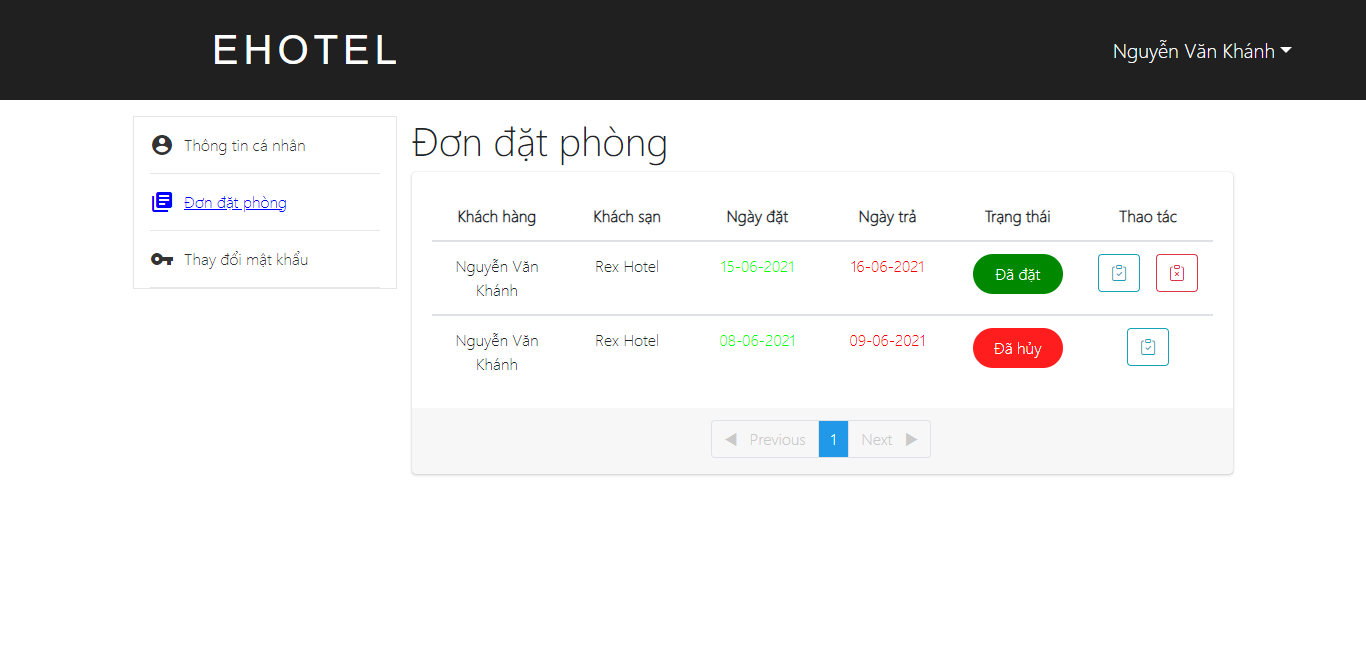 EHOTEL
Nguyễn Văn Khánh
Thông tin cá nhân
Đơn đặt phòng
Thay đổi mật khẩu
Đơn đặt phòng
Khách hàng Khách sạn Ngày đặt Ngày trả Trạng thái Thao tác
Nguyễn Văn Khánh Rex Hotel 15-06-2021 16-06-2021 Đã đặt
Nguyễn Văn Khánh Rex Hotel 08-06-2021 09-06-2021 Đã hủy
Previous 1 Next